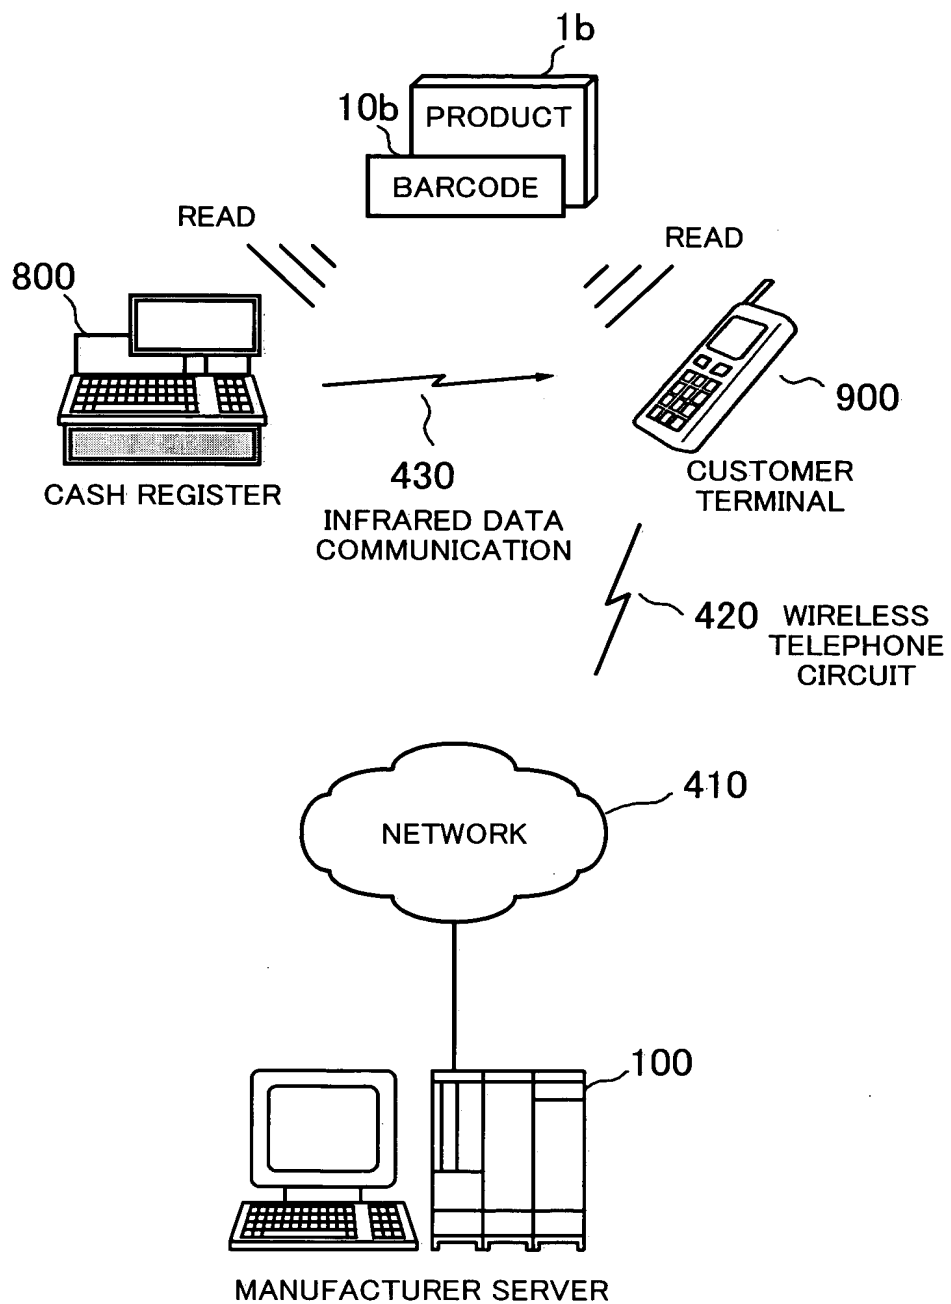 1b
10b
PRODUCT
BARCODE
READ
READ
800
900
CASH REGISTER
430
INFRARED DATA
COMMUNICATION
CUSTOMER
TERMINAL
420
WIRELESS
TELEPHONE
CIRCUIT
410
NETWORK
100
MANUFACTURER SERVER